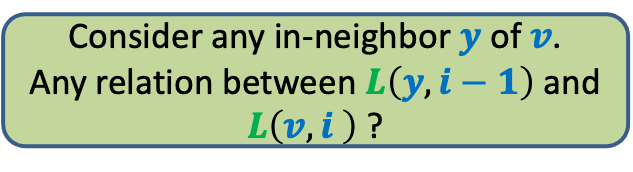 Consider any in-neighbor y of v.
Any relation between L(y, i − 1) and
L(v, i ) ?